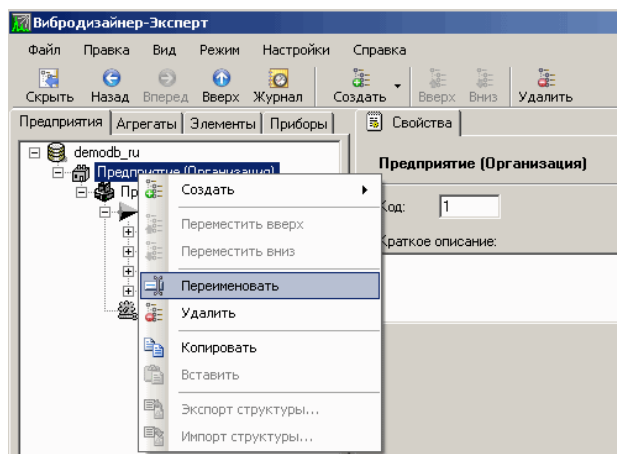 Вибродизайнер-Эксперт
Файл Правка Вид Режим Настройки Справка
Скрыть Назад Вперед Вверх Журнал Создать Вверх Вниз Удалить
Предприятия Агрегаты Элементы Приборы Свойства
demodb_ru
Предприятие (Организация)
Предприятие (Организация)
Пр
Создать
Код: 1
Переместить вверх
Краткое описание:
Переместить вниз
Переименовать
Удалить
Копировать
Вставить
Экспорт структуры...
Импорт структуры...